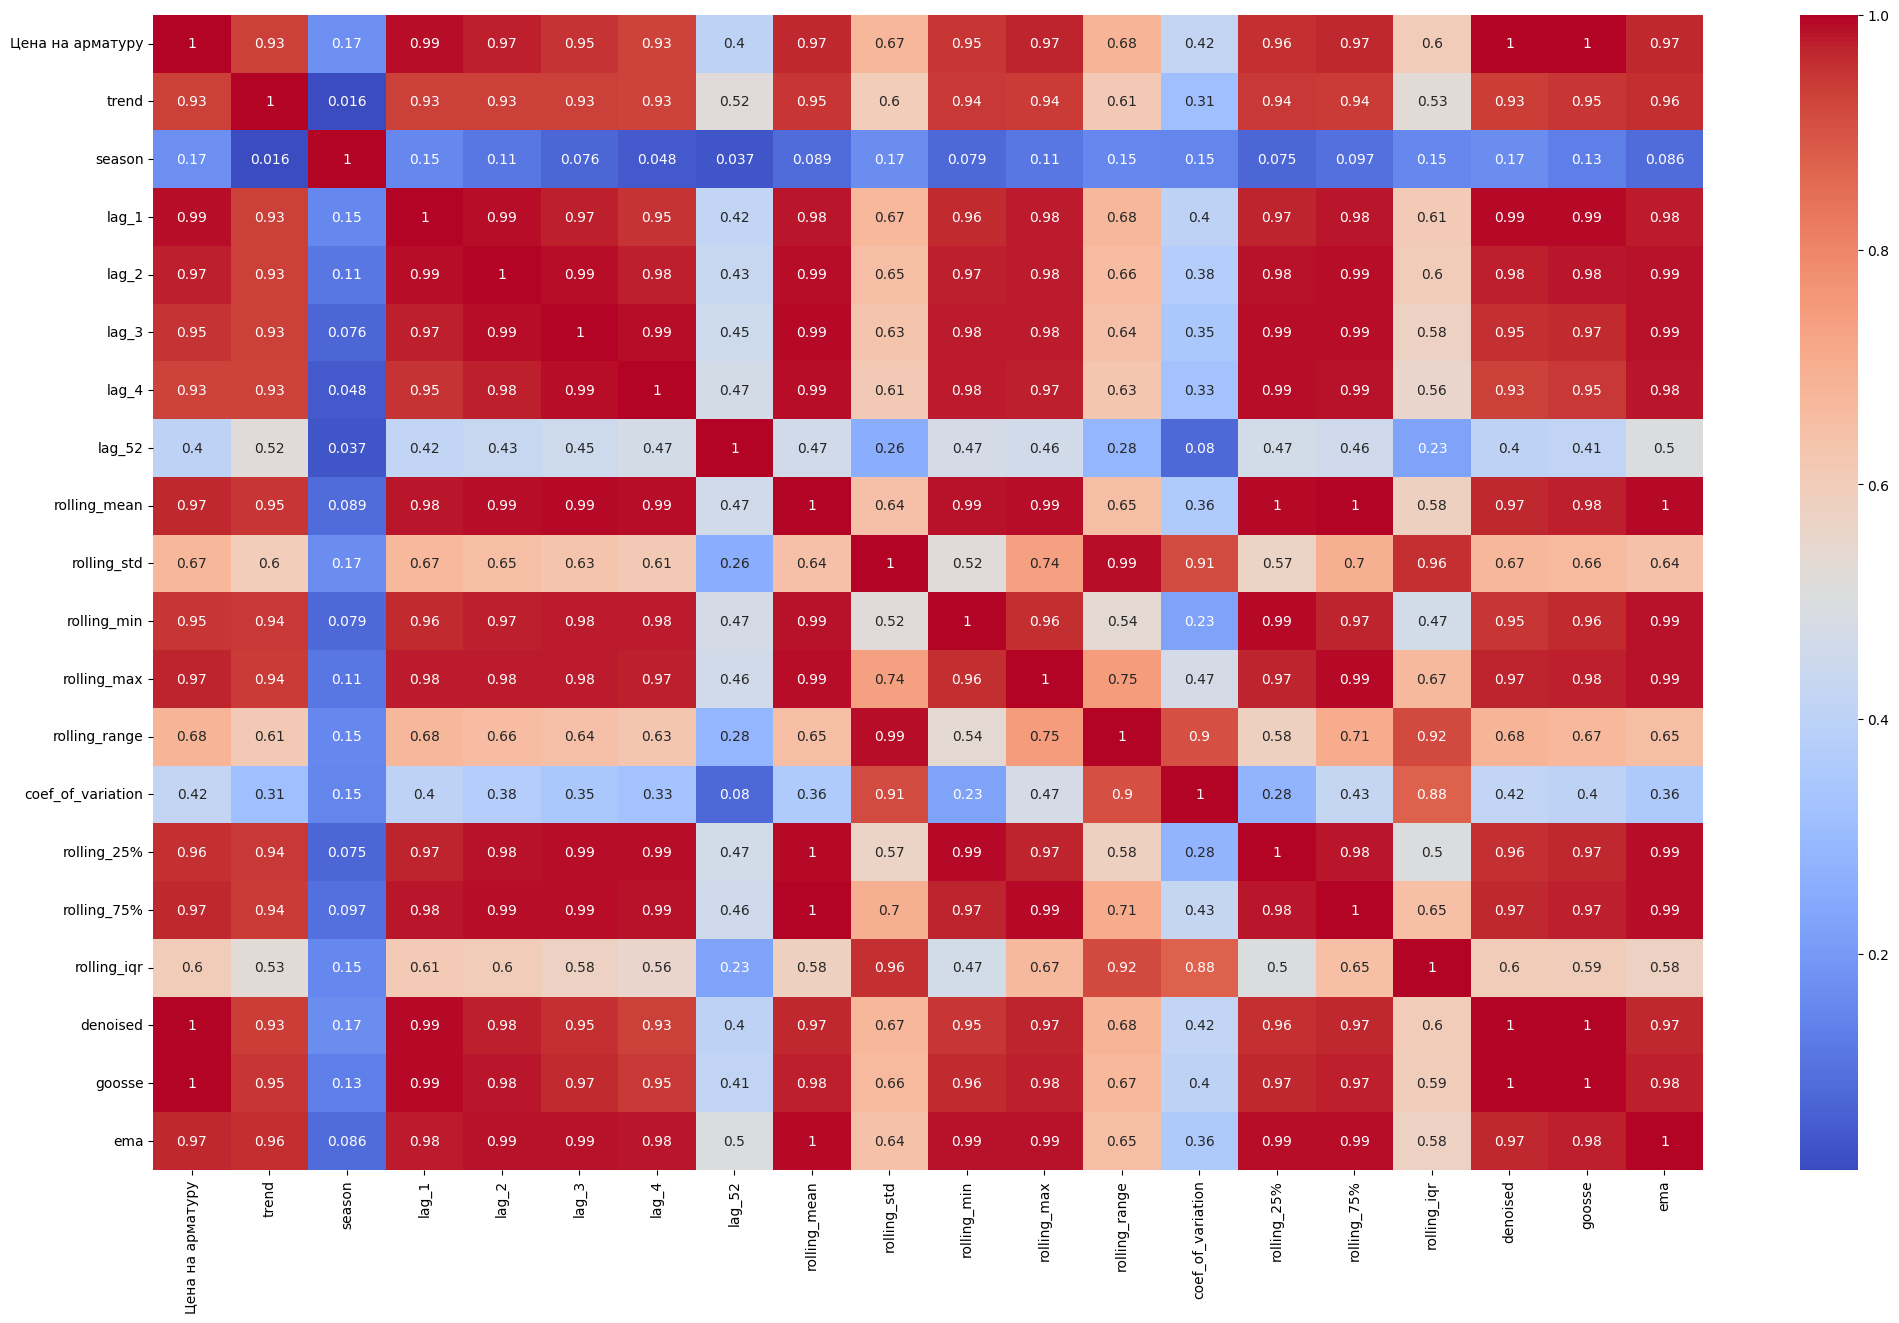 Цена на арматуру 1 0.93 0.17 0.99 0.97 0.95 0.93 0.4 0.97 0.67 0.95 0.97 0.68 0.42 0.96 0.97 0.6 1 1 0.97
trend 0.93 1 0.016 0.93 0.93 0.93 0.93 0.52 0.95 0.6 0.94 0.94 0.61 0.31 0.94 0.94 0.53 0.93 0.95 0.96
season 0.17 0.016 1 0.15 0.11 0.076 0.048 0.037 0.089 0.17 0.079 0.11 0.15 0.15 0.075 0.097 0.15 0.17 0.13 0.086
lag_1 0.99 0.93 0.15 1 0.99 0.97 0.95 0.42 0.98 0.67 0.96 0.98 0.68 0.4 0.97 0.98 0.61 0.99 0.99 0.98
lag_2 0.97 0.93 0.11 0.99 1 0.99 0.98 0.43 0.99 0.65 0.97 0.98 0.66 0.38 0.98 0.99 0.6 0.98 0.98 0.99
lag_3 0.95 0.93 0.076 0.97 0.99 1 0.99 0.45 0.99 0.63 0.98 0.98 0.64 0.35 0.99 0.99 0.58 0.95 0.97 0.99
lag_4 0.93 0.93 0.048 0.95 0.98 0.99 1 0.47 0.99 0.61 0.98 0.97 0.63 0.33 0.99 0.99 0.56 0.93 0.95 0.98
lag_52 0.4 0.52 0.037 0.42 0.43 0.45 0.47 1 0.47 0.26 0.47 0.46 0.28 0.08 0.47 0.46 0.23 0.4 0.41 0.5
rolling_mean 0.97 0.95 0.089 0.98 0.99 0.99 0.99 0.47 1 0.64 0.99 0.99 0.65 0.36 1 1 0.58 0.97 0.98 1
rolling_std 0.67 0.6 0.17 0.67 0.65 0.63 0.61 0.26 0.64 1 0.52 0.74 0.99 0.91 0.57 0.7 0.96 0.67 0.66 0.64
rolling_min 0.95 0.94 0.079 0.96 0.97 0.98 0.98 0.47 0.99 0.52 1 0.96 0.54 0.23 0.99 0.97 0.47 0.95 0.96 0.99
rolling_max 0.97 0.94 0.11 0.98 0.98 0.98 0.97 0.46 0.99 0.74 0.96 1 0.75 0.47 0.97 0.99 0.67 0.97 0.98 0.99
rolling_range 0.68 0.61 0.15 0.68 0.66 0.64 0.63 0.28 0.65 0.99 0.54 0.75 1 0.9 0.58 0.71 0.92 0.68 0.67 0.65
coef_of_variation 0.42 0.31 0.15 0.4 0.38 0.35 0.33 0.08 0.36 0.91 0.23 0.47 0.9 1 0.28 0.43 0.88 0.42 0.4 0.36
rolling_25% 0.96 0.94 0.075 0.97 0.98 0.99 0.99 0.47 1 0.57 0.99 0.97 0.58 0.28 1 0.98 0.5 0.96 0.97 0.99
rolling_75% 0.97 0.94 0.097 0.98 0.99 0.99 0.99 0.46 1 0.7 0.97 0.99 0.71 0.43 0.98 1 0.65 0.97 0.97 0.99
rolling_iqr 0.6 0.53 0.15 0.61 0.6 0.58 0.56 0.23 0.58 0.96 0.47 0.67 0.92 0.88 0.5 0.65 1 0.6 0.59 0.58
denoised 1 0.93 0.17 0.99 0.98 0.95 0.93 0.4 0.97 0.67 0.95 0.97 0.68 0.42 0.96 0.97 0.6 1 1 0.97
goosse 1 0.95 0.13 0.99 0.98 0.97 0.95 0.41 0.98 0.66 0.96 0.98 0.67 0.4 0.97 0.97 0.59 1 1 0.98
ema 0.97 0.96 0.086 0.98 0.99 0.99 0.98 0.5 1 0.64 0.99 0.99 0.65 0.36 0.99 0.99 0.58 0.97 0.98 1
Цена на арматуру
trend
season
lag_1
lag_2
lag_3
lag_4
lag_52
rolling_mean
rolling_std
rolling_min
rolling_max
rolling_range
coef_of_variation
rolling_25%
rolling_75%
rolling_iqr
denoised
goosse
ema
1.0
0.8
0.6
0.4
0.2